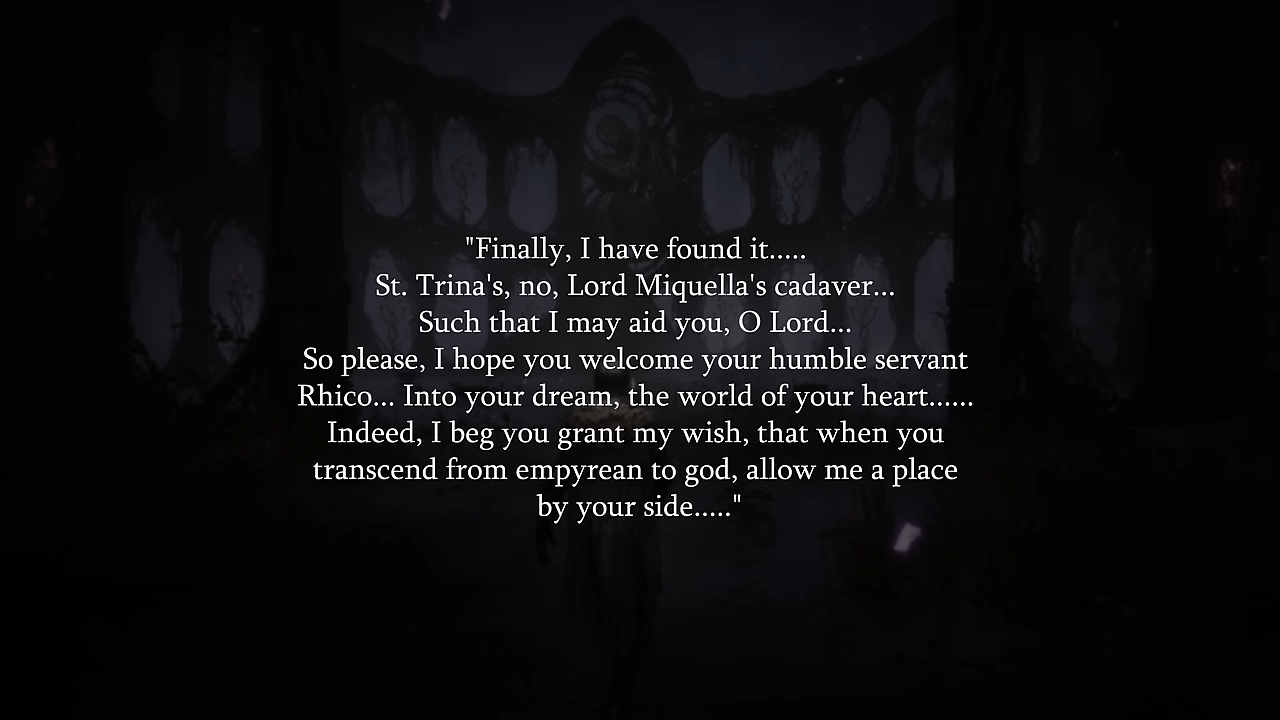 "Finally, I have found it.....
St. Trina's, no, Lord Miquella's cadaver...
Such that I may aid you, O Lord...
So please, I hope you welcome your humble servant
Rhico... Into your dream, the world of your heart......
Indeed, I beg you grant my wish, that when you
transcend from empyrean to god, allow me a place
by your side....."